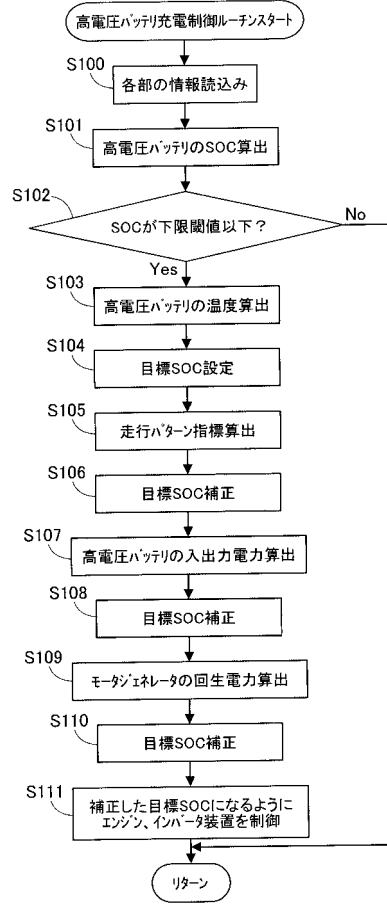 高電圧バッテリ充電制御ルーチンスタート
S100
各部の情報読込み
S101
高電圧バッテリのSOC算出
S102
SOCが下限閾値以下？
No
Yes
S103
高電圧バッテリの温度算出
S104
目標SOC設定
S105
走行パターン指標算出
S106
目標SOC補正
S107
高電圧バッテリの入出力電力算出
S108
目標SOC補正
S109
モータジェネレータの回生電力算出
S110
目標SOC補正
S111
補正した目標SOCになるように
エンジン、インバータ装置を制御
リターン